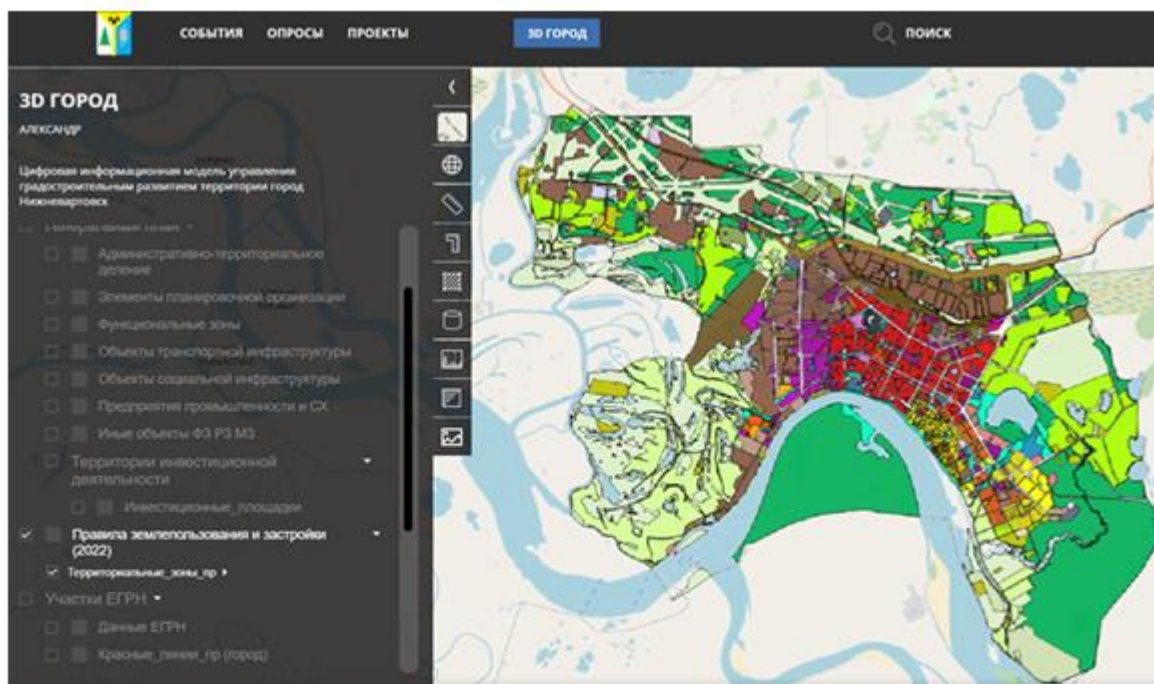 СОБЫТИЯ ОПРОСЫ ПРОЕКТЫ 3D ГОРОД ПОИСК
3D ГОРОД
АЛЕКСАНДР
Цифровая информационная модель управления
градостроительным развитием территории город
Нижневартовск
Административно-территориальное
деление
Элементы планировочной организации
Функциональные зоны
Объекты транспортной инфраструктуры
Объекты социальной инфраструктуры
Предприятия промышленности и СХ
Иные объекты ФЗ РЗ МЗ
Территории инвестиционной
деятельности
Инвестиционные_площадки
Правила землепользования и застройки
(2022)
Территориальные_зоны_пр
Участки ЕГРН
Данные ЕГРН
Красные_линии_пр (город)